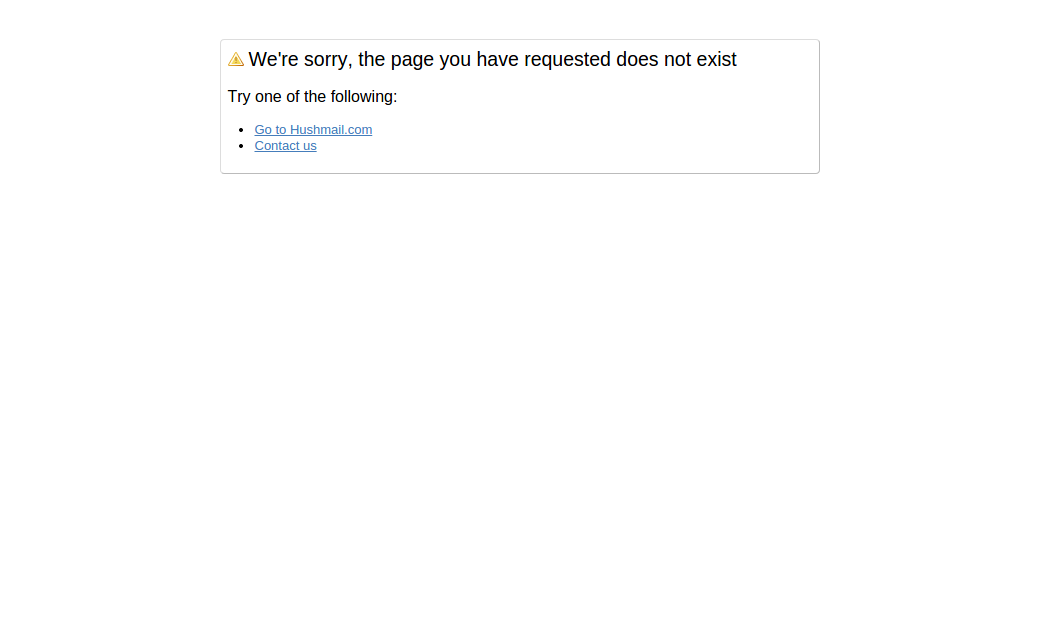 We're sorry, the page you have requested does not exist
Try one of the following:
Go to Hushmail.com
Contact us